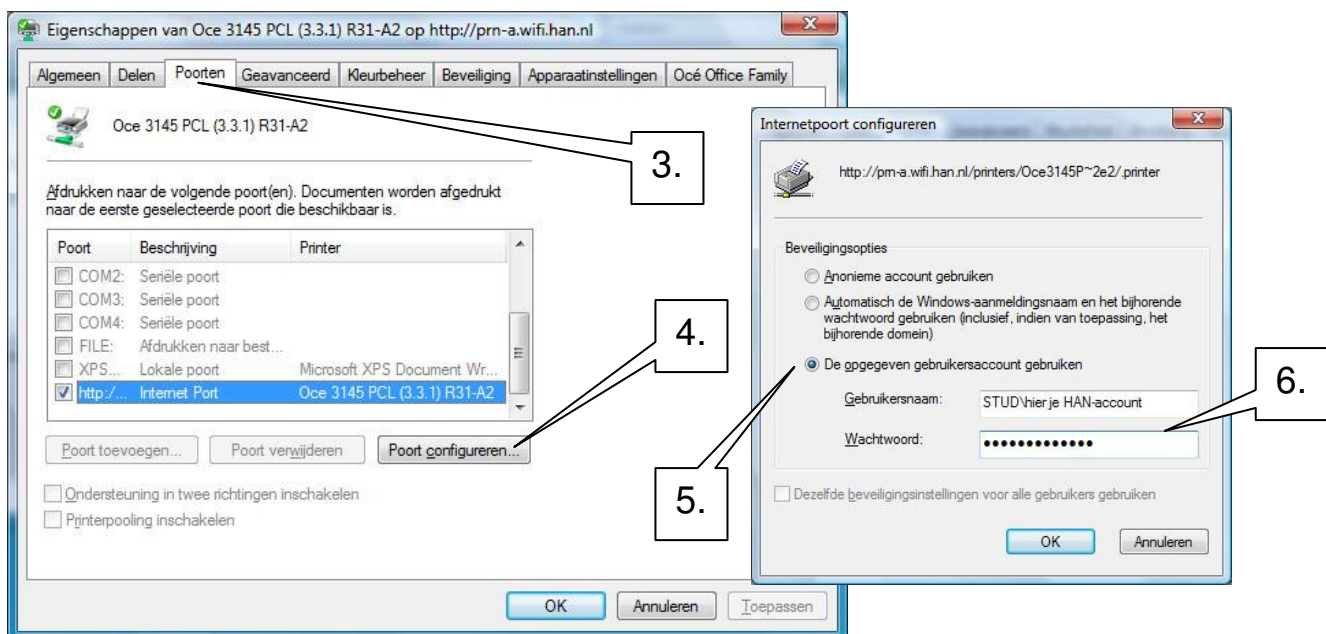 Eigenschappen van Oce 3145 PCL (3.3.1) R31-A2 op http://prn-a.wifi.han.nl
Algemeen Delen Poorten Geavanceerd Kleurbeheer Beveiliging Apparaatinstellingen Océ Office Family
Oce 3145 PCL (3.3.1) R31-A2
3.
Afdrukken naar de volgende poort(en). Documenten worden afgedrukt
naar de eerste geselecteerde poort die beschikbaar is.
Poort Beschrijving Printer
COM2: Seriële poort
COM3: Seriële poort
COM4: Seriële poort
FILE: Afdrukken naar best...
XPS... Lokale poort Microsoft XPS Document Wr...
http:/... Internet Port Oce 3145 PCL (3.3.1) R31-A2
4.
Poort toevoegen... Poort verwijderen Poort configureren...
Ondersteuning in twee richtingen inschakelen
Printerpooling inschakelen
OK Annuleren Toepassen
Internetpoort configureren
http://prn-a.wifi.han.nl/printers/Oce3145P~2e2/.printer
Beveiligingsopties
Anonieme account gebruiken
Automatisch de Windows-aanmeldingsnaam en het bijhorende
wachtwoord gebruiken (inclusief, indien van toepassing, het
bijhorende domein)
De opgegeven gebruikersaccount gebruiken
Gebruikersnaam: STUD\hier je HAN-account
Wachtwoord: ●●●●●●●●●●●●●
5.
6.
Dezelfde beveiligingsinstellingen voor alle gebruikers gebruiken
OK Annuleren